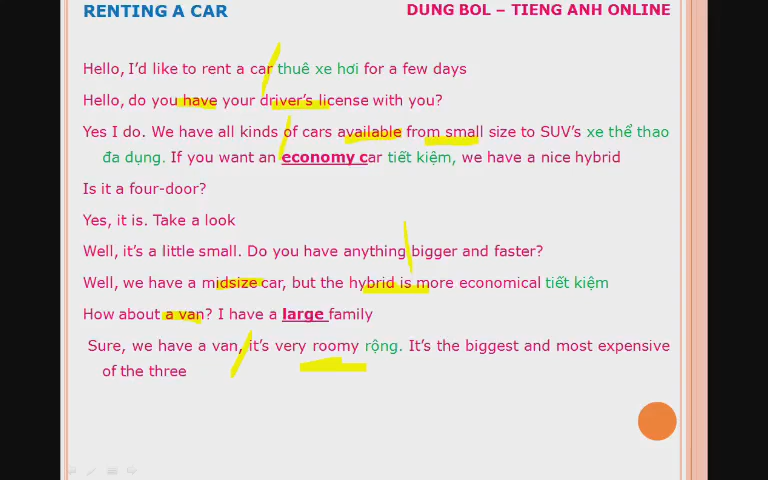 RENTING A CAR
DUNG BOL – TIENG ANH ONLINE
Hello, I’d like to rent a car thuê xe hơi for a few days
Hello, do you have your driver’s license with you?
Yes I do. We have all kinds of cars available from small size to SUV’s xe thể thao
đa dụng. If you want an economy car tiết kiệm, we have a nice hybrid
Is it a four-door?
Yes, it is. Take a look
Well, it’s a little small. Do you have anything bigger and faster?
Well, we have a midsize car, but the hybrid is more economical tiết kiệm
How about a van? I have a large family
Sure, we have a van, it’s very roomy rộng. It’s the biggest and most expensive
of the three